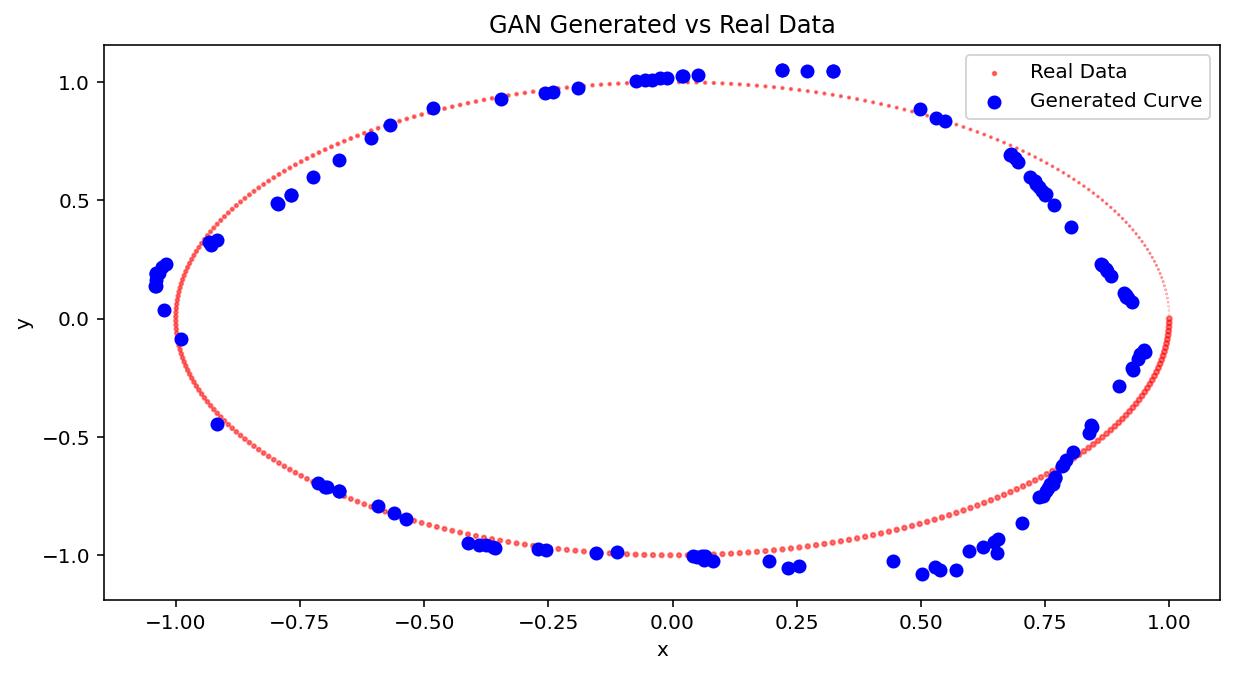 GAN Generated vs Real Data
Real Data
Generated Curve
1.0
0.5
0.0
−0.5
−1.0
y
−1.00 −0.75 −0.50 −0.25 0.00 0.25 0.50 0.75 1.00
x